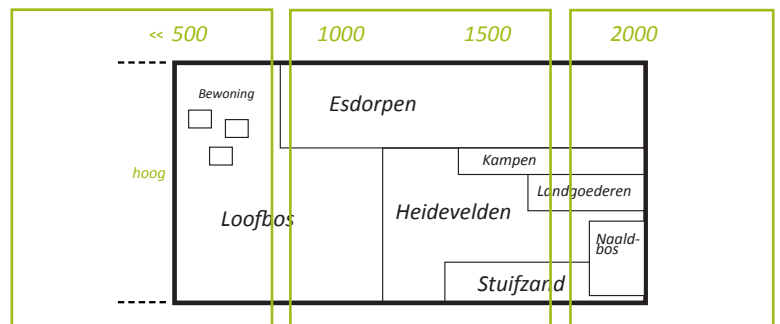 << 500 1000 1500 2000
Bewoning
Esdorpen
Kampen
hoog
Landgoederen
Loofbos
Heidevelden
Naald-
bos
Stuifzand